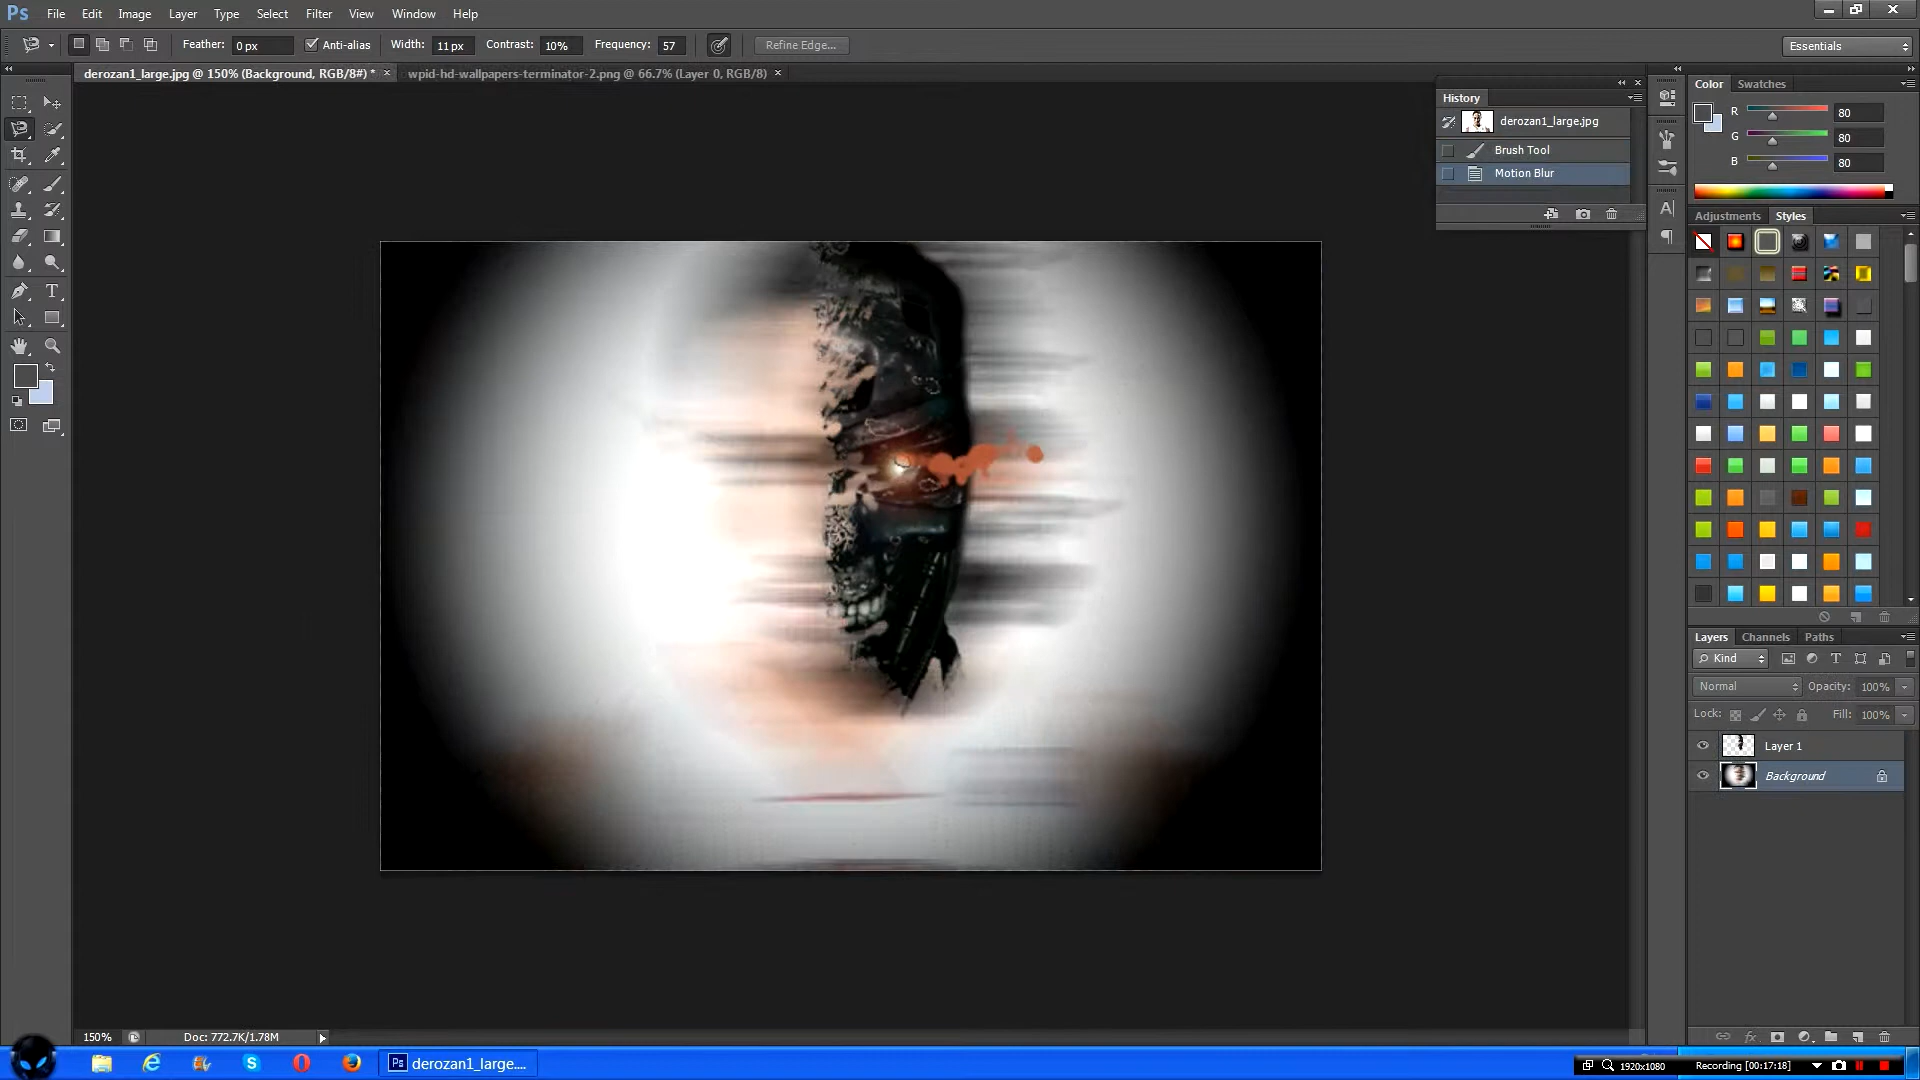 Ps File Edit Image Layer Type Select Filter View Window Help
Feather: 0 px Anti-alias Width: 11 px Contrast: 10% Frequency: 57 Refine Edge... Essentials
derozan1_large.jpg @ 150% (Background, RGB/8#) * × wpid-hd-wallpapers-terminator-2.png @ 66.7% (Layer 0, RGB/8) ×
History
derozan1_large.jpg
Brush Tool
Motion Blur
Color Swatches
R 80
G 80
B 80
Adjustments Styles
Layers Channels Paths
Kind
Normal Opacity: 100%
Lock: Fill: 100%
Layer 1
Background
150% Doc: 772.7K/1.78M
Ps derozan1_large....
1920x1080 Recording [00:17:18]